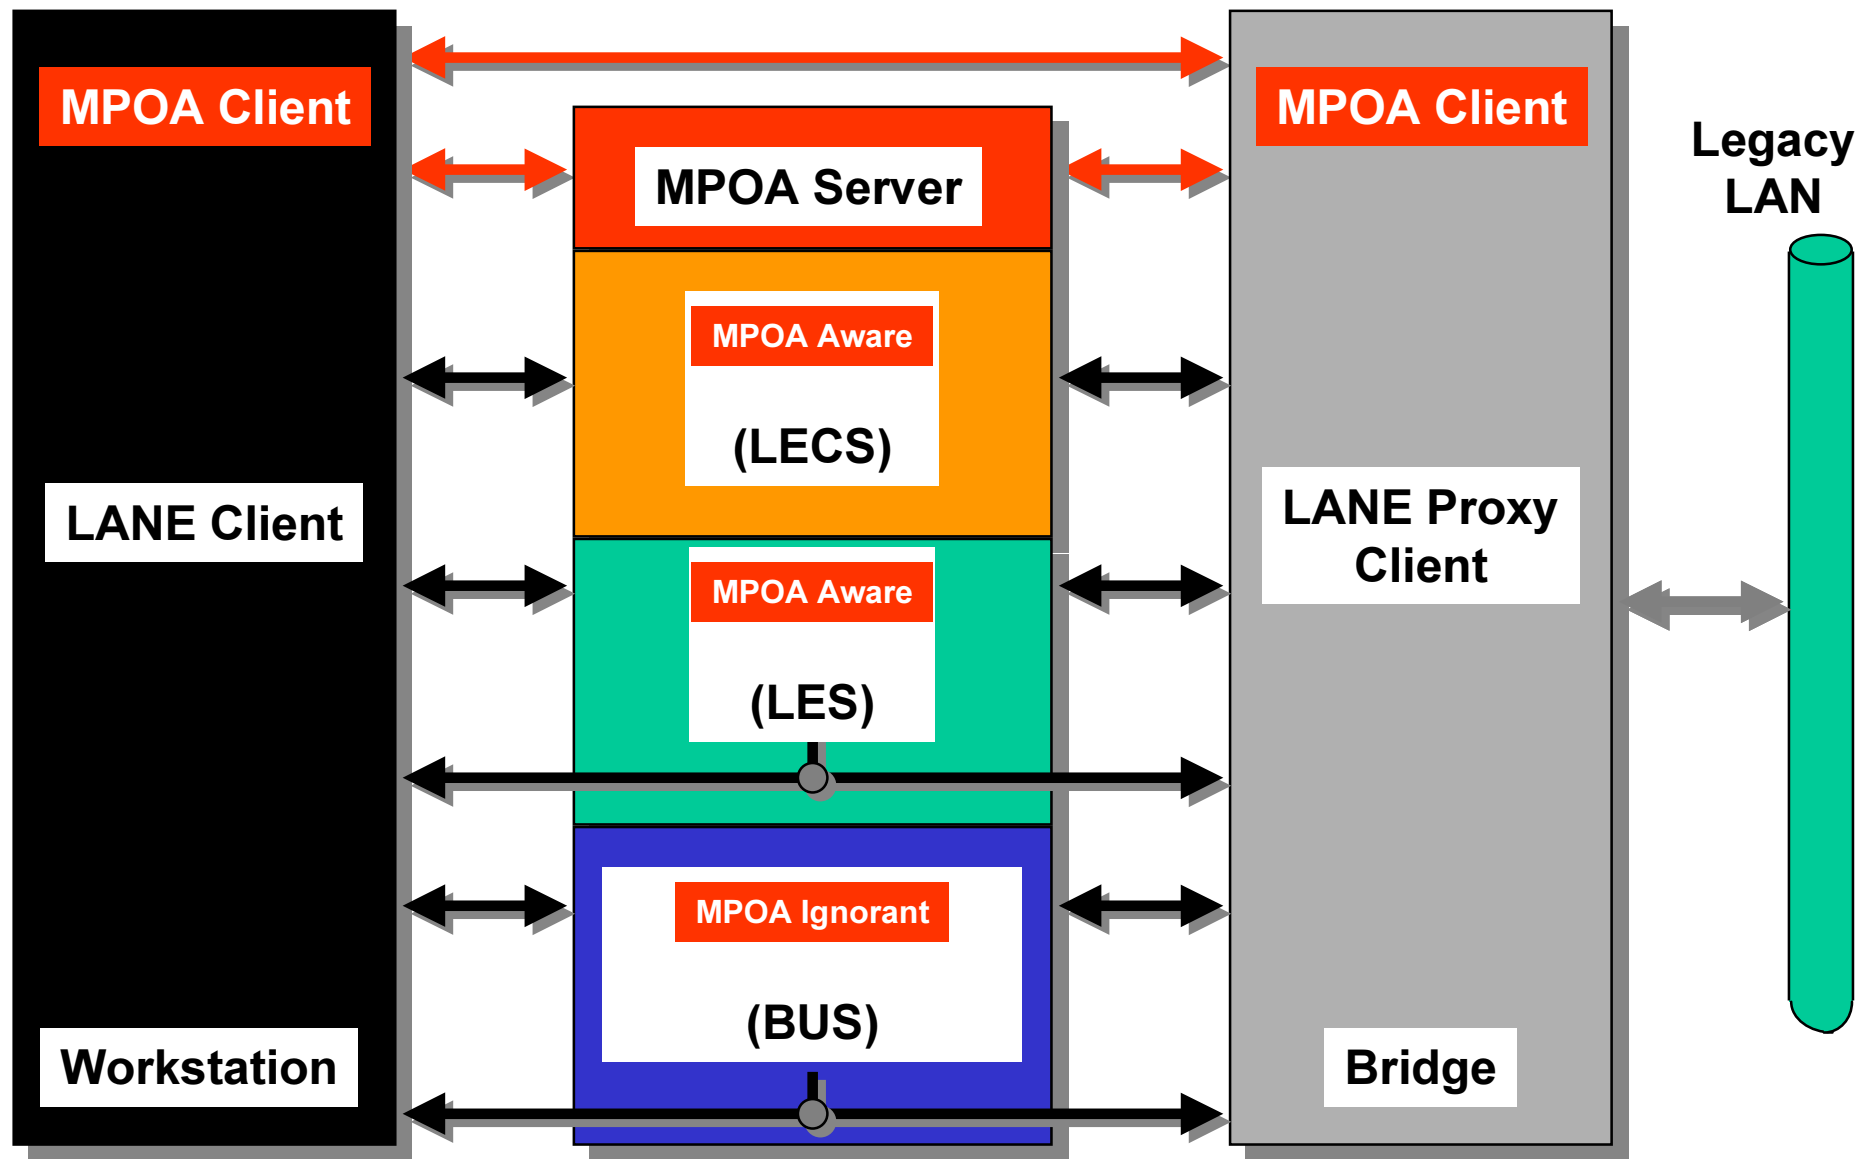 MPOA Client
LANE Client
Workstation
MPOA Server
MPOA Aware
(LECS)
MPOA Aware
(LES)
MPOA Ignorant
(BUS)
MPOA Client
LANE Proxy
Client
Bridge
Legacy
LAN